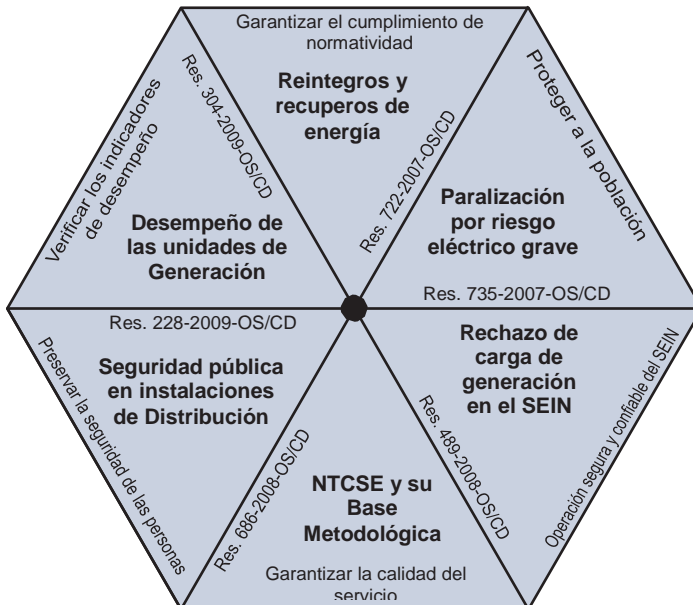 Garantizar el cumplimiento de
normatividad
Reintegros y
recuperos de
energía
Res. 722-2007-OS/CD
Proteger a la población
Paralización
por riesgo
eléctrico grave
Res. 735-2007-OS/CD
Rechazo de
carga de
generación
en el SEIN
Operación segura y confiable del SEIN
Res. 489-2008-OS/CD
NTCSE y su
Base
Metodológica
Garantizar la calidad del
servicio
Res. 686-2008-OS/CD
Seguridad pública
en instalaciones
de Distribución
Preservar la seguridad de las personas
Res. 228-2009-OS/CD
Desempeño de
las unidades de
Generación
Verificar los indicadores
de desempeño
Res. 304-2009-OS/CD